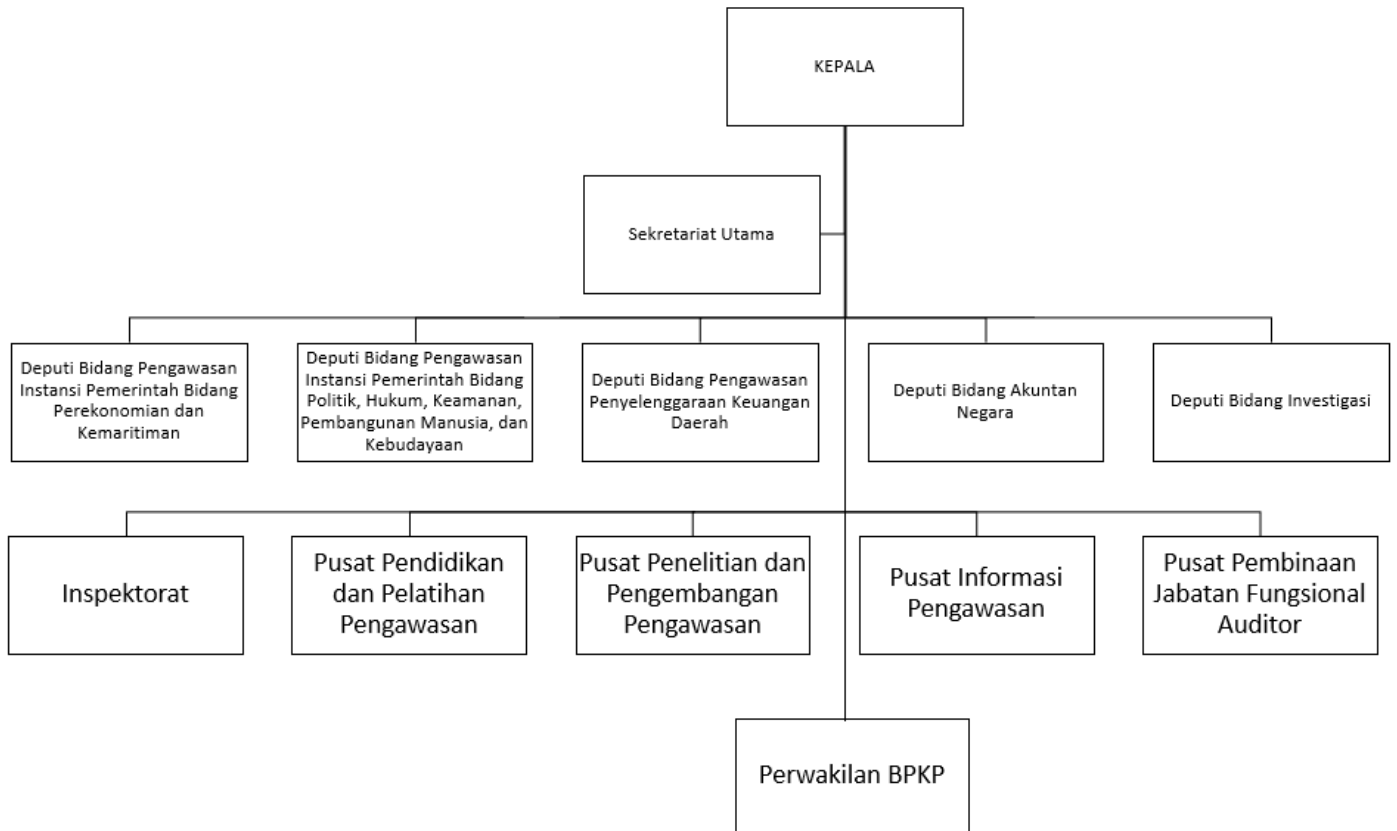 KEPALA
Sekretariat Utama
Deputi Bidang Pengawasan
Instansi Pemerintah Bidang
Perekonomian dan
Kemaritiman
Deputi Bidang Pengawasan
Instansi Pemerintah Bidang
Politik, Hukum, Keamanan,
Pembangunan Manusia, dan
Kebudayaan
Deputi Bidang Pengawasan
Penyelenggaraan Keuangan
Daerah
Deputi Bidang Akuntan
Negara
Deputi Bidang Investigasi
Inspektorat
Pusat Pendidikan
dan Pelatihan
Pengawasan
Pusat Penelitian dan
Pengembangan
Pengawasan
Pusat Informasi
Pengawasan
Pusat Pembinaan
Jabatan Fungsional
Auditor
Perwakilan BPKP